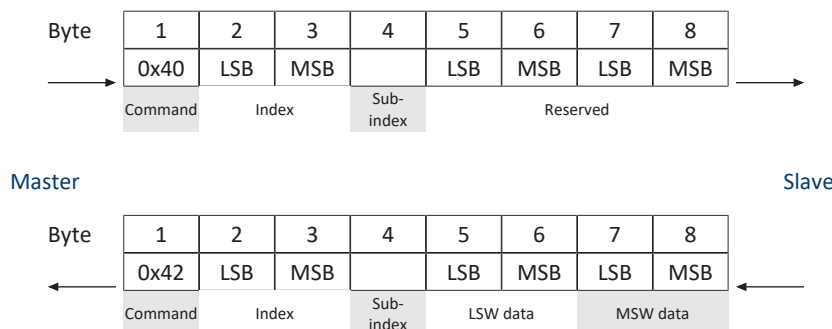 Byte 1 2 3 4 5 6 7 8
0x40 LSB MSB LSB MSB LSB MSB
Command Index Sub-index Reserved
Master Slave
Byte 1 2 3 4 5 6 7 8
0x42 LSB MSB LSB MSB LSB MSB
Command Index Sub-index LSW data MSW data